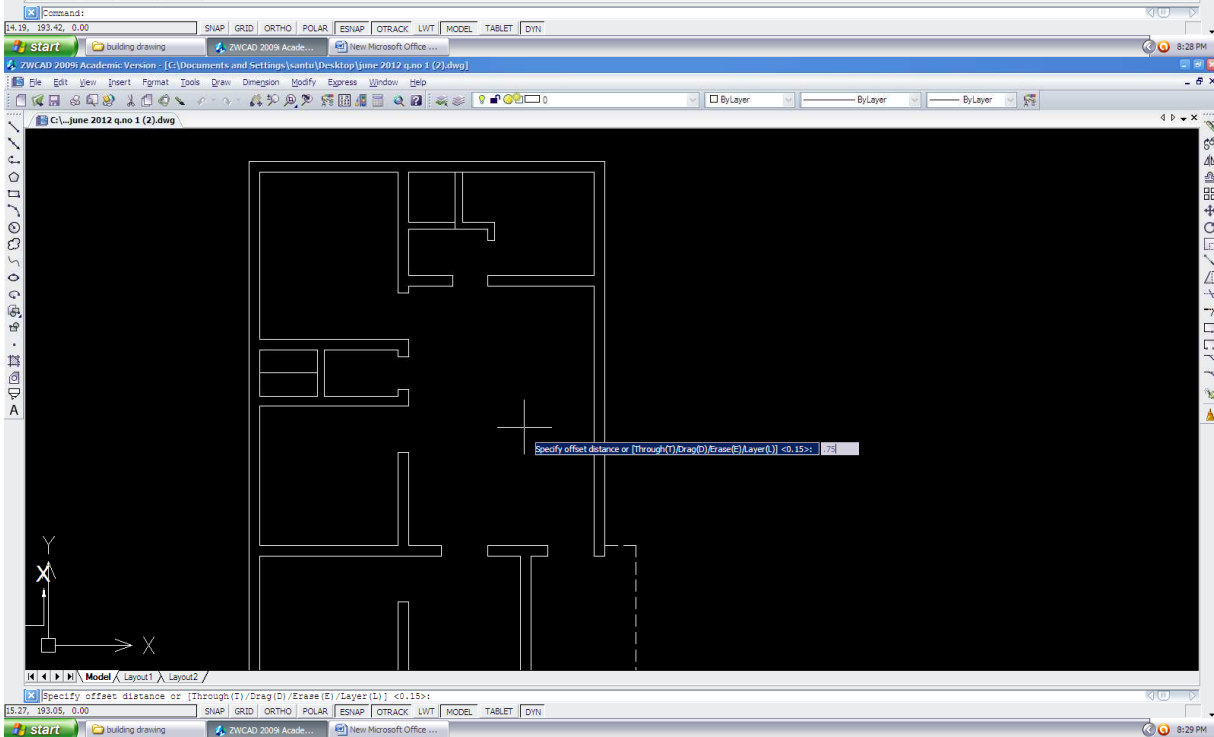 Command:
14.19, 193.42, 0.00 SNAP GRID ORTHO POLAR ESNAP OTRACK LWT MODEL TABLET DYN
start building drawing ZWCAD 2009i Acade... New Microsoft Office ... 8:28 PM
ZWCAD 2009i Academic Version - [C:\Documents and Settings\santu\Desktop\june 2012 q.no 1 (2).dwg]
File Edit View Insert Format Tools Draw Dimension Modify Express Window Help
0 ByLayer ByLayer ByLayer
C:\...june 2012 q.no 1 (2).dwg
A
Specify offset distance or [Through(T)/Drag(D)/Erase(E)/Layer(L)] <0.15>: .75
Y
X
X
Model Layout1 Layout2
Specify offset distance or [Through(T)/Drag(D)/Erase(E)/Layer(L)] <0.15>:
15.27, 193.05, 0.00 SNAP GRID ORTHO POLAR ESNAP OTRACK LWT MODEL TABLET DYN
start building drawing ZWCAD 2009i Acade... New Microsoft Office ... 8:29 PM